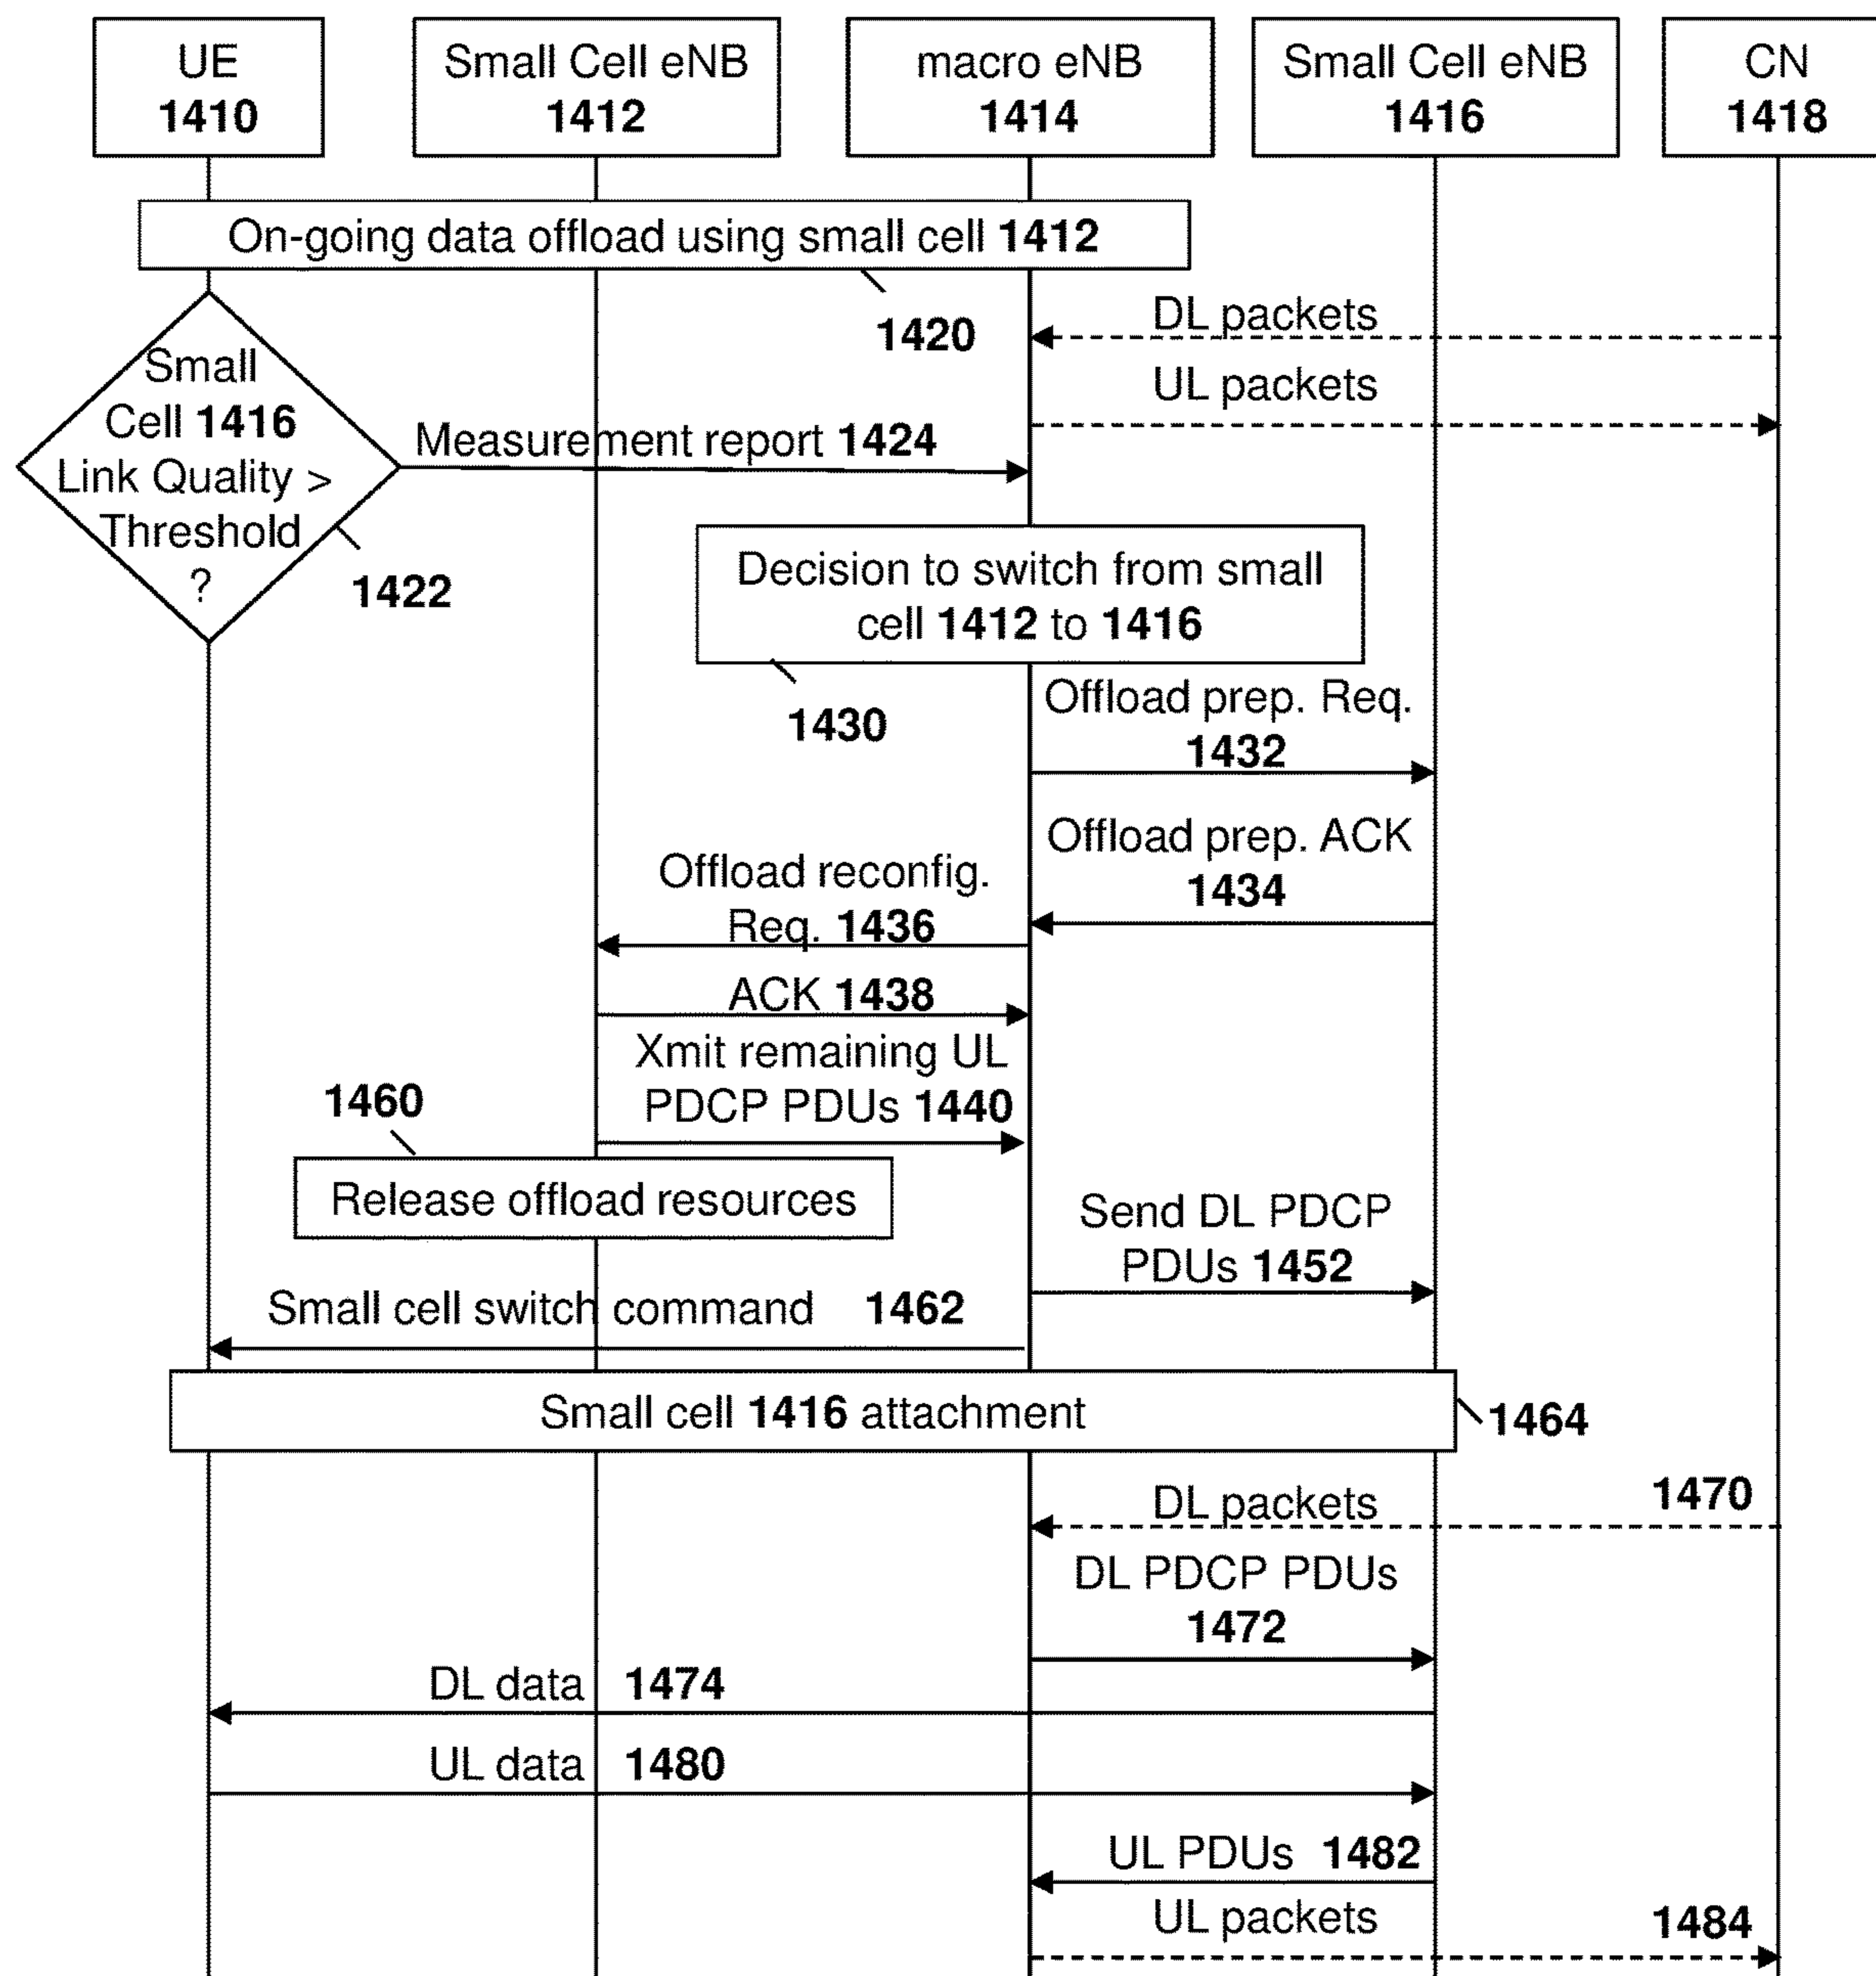 UE
1410
Small Cell eNB
1412
macro eNB
1414
Small Cell eNB
1416
CN
1418
On-going data offload using small cell 1412
1420
DL packets
UL packets
Small
Cell 1416
Link Quality >
Threshold
?
1422
Measurement report 1424
Decision to switch from small
cell 1412 to 1416
1430
Offload prep. Req.
1432
Offload prep. ACK
1434
Offload reconfig.
Req. 1436
ACK 1438
Xmit remaining UL
PDCP PDUs 1440
1460
Release offload resources
Send DL PDCP
PDUs 1452
Small cell switch command 1462
Small cell 1416 attachment
1464
DL packets 1470
DL PDCP PDUs
1472
DL data 1474
UL data 1480
UL PDUs 1482
UL packets 1484